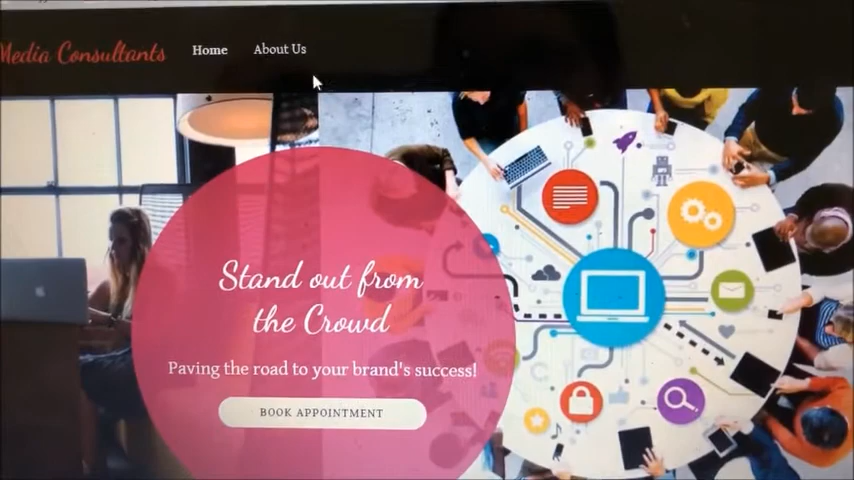 Media Consultants
Home
About Us
Stand out from
the Crowd
Paving the road to your brand's success!
BOOK APPOINTMENT